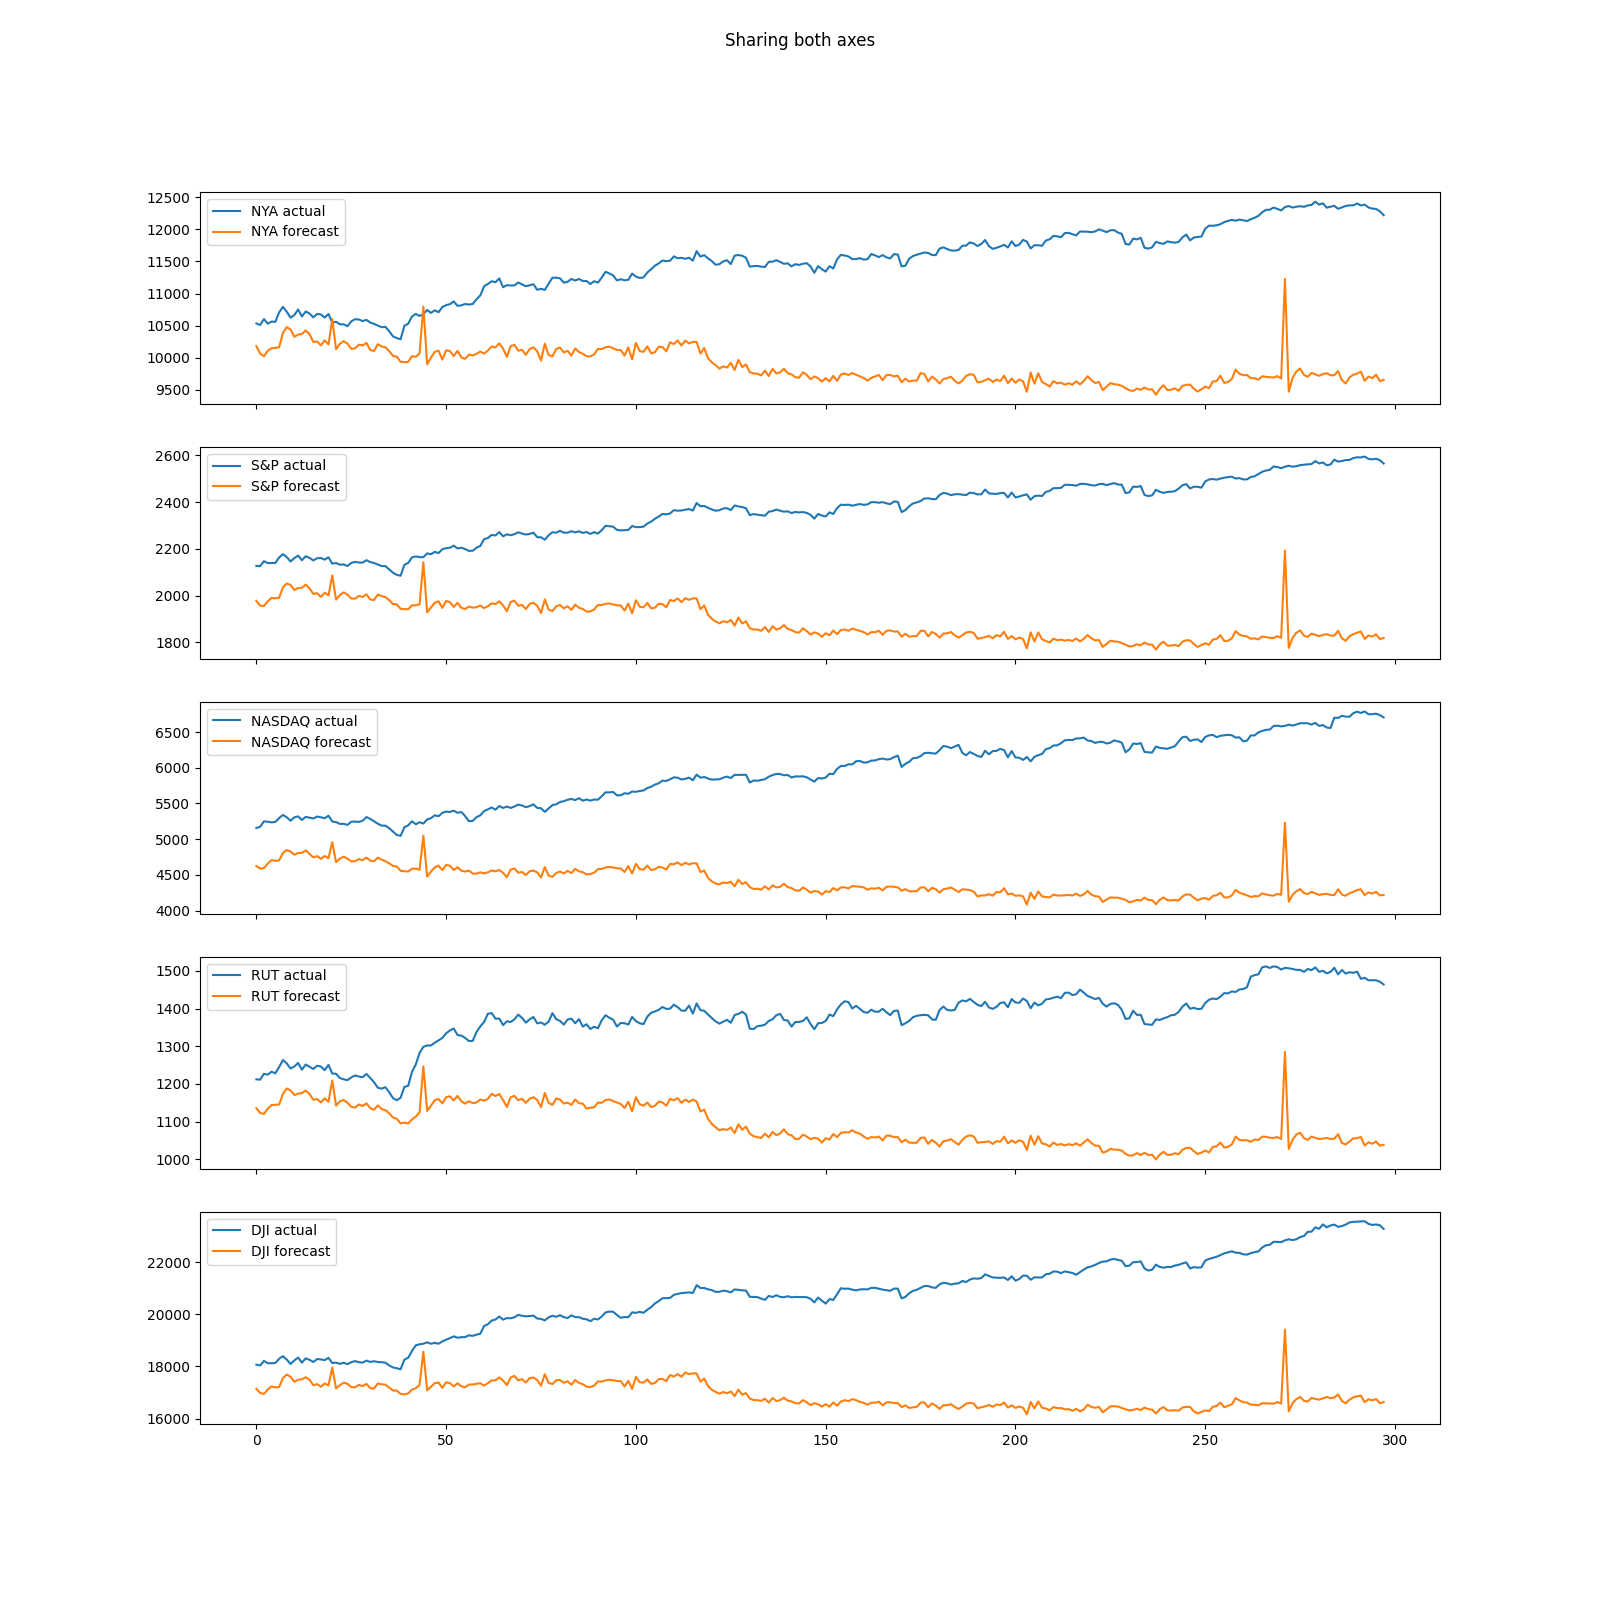 Sharing both axes
12500
12000
11500
11000
10500
10000
9500
NYA actual
NYA forecast
2600
2400
2200
2000
1800
S&P actual
S&P forecast
6500
6000
5500
5000
4500
4000
NASDAQ actual
NASDAQ forecast
1500
1400
1300
1200
1100
1000
RUT actual
RUT forecast
22000
20000
18000
16000
DJI actual
DJI forecast
0 50 100 150 200 250 300